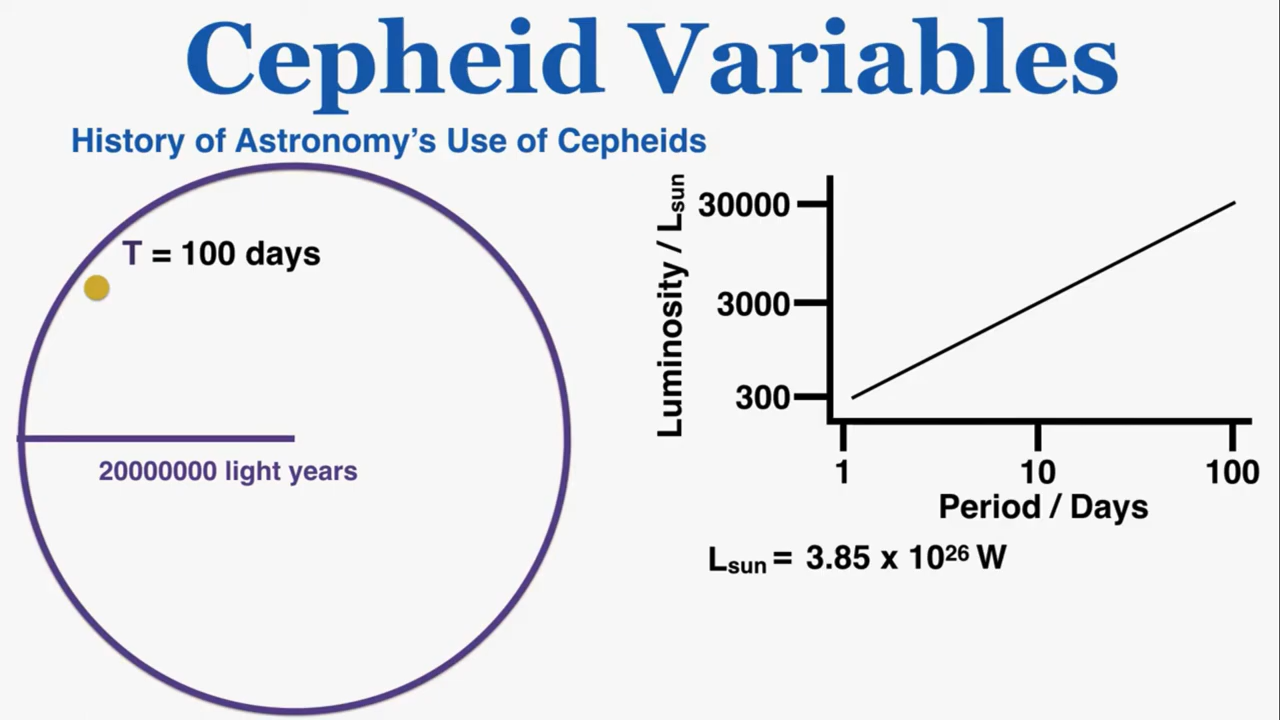 Cepheid Variables
History of Astronomy’s Use of Cepheids
T = 100 days
20000000 light years
Luminosity / Lsun
30000
3000
300
1 10 100
Period / Days
Lsun = 3.85 x 10²⁶ W